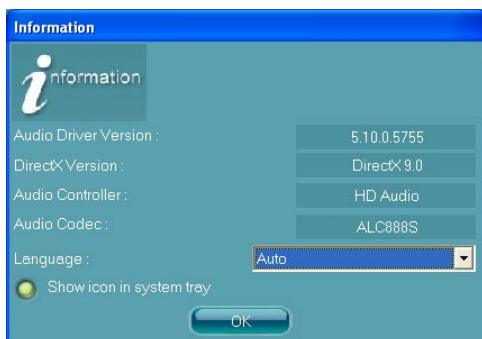 Information
information
Audio Driver Version : 5.10.0.5755
DirectX Version : DirectX 9.0
Audio Controller : HD Audio
Audio Codec : ALC888S
Language : Auto
Show icon in system tray
OK